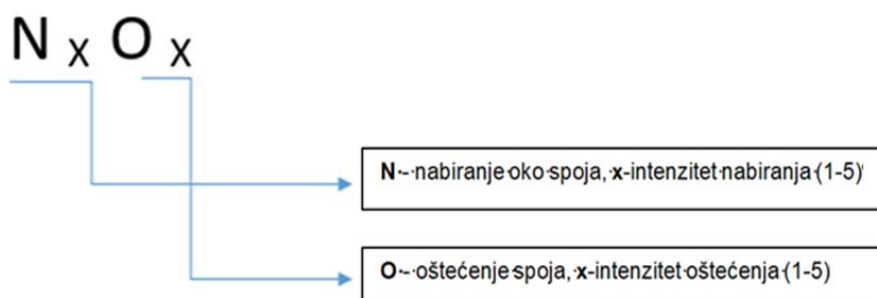 N x O x
N-·nabiranje·oko·spoja,·x-intenzitet·nabiranja·(1-5)
O-·oštećenje·spoja,·x-intenzitet·oštećenja·(1-5)